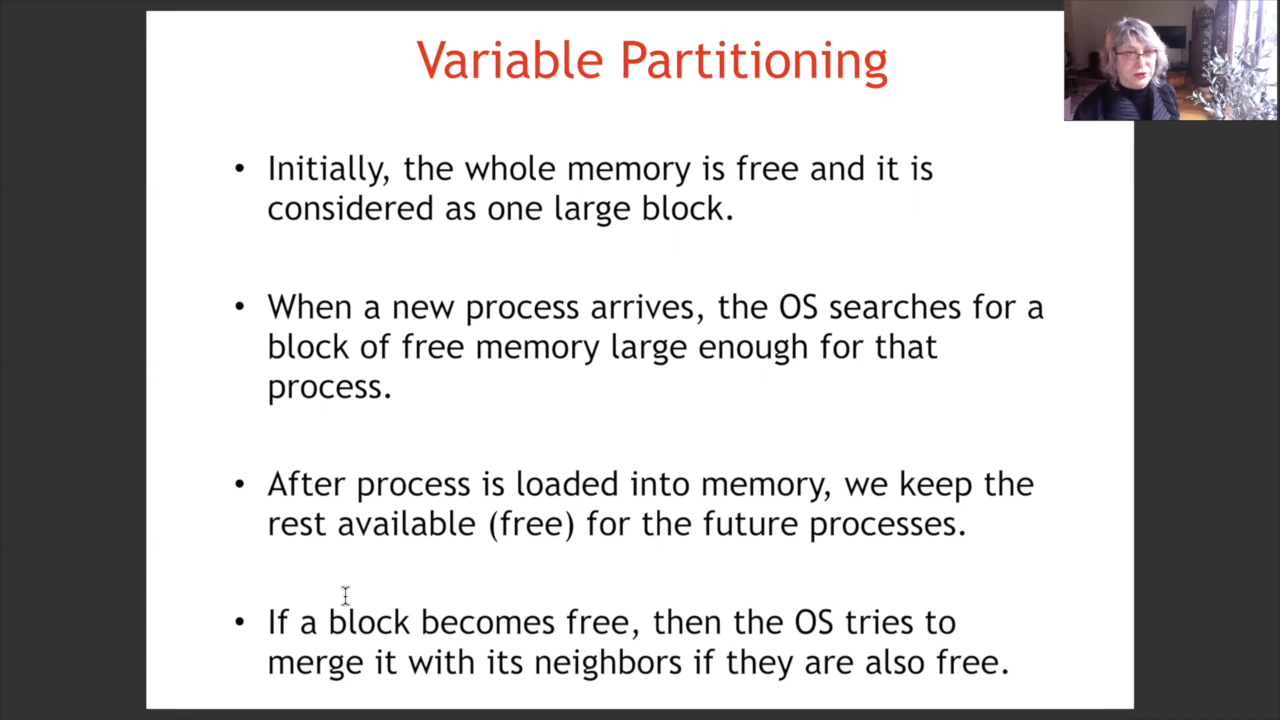 Variable Partitioning
• Initially, the whole memory is free and it is
considered as one large block.
• When a new process arrives, the OS searches for a
block of free memory large enough for that
process.
• After process is loaded into memory, we keep the
rest available (free) for the future processes.
• If a block becomes free, then the OS tries to
merge it with its neighbors if they are also free.